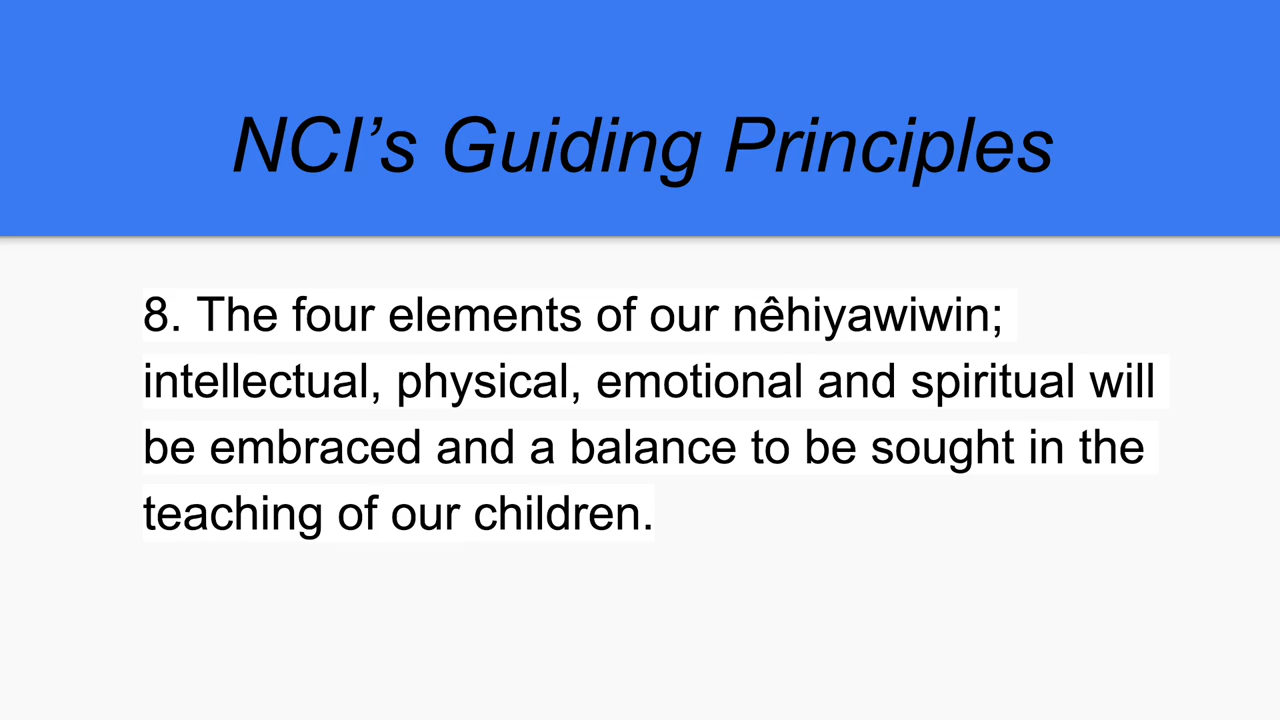 NCI’s Guiding Principles
8. The four elements of our nêhiyawiwin;
intellectual, physical, emotional and spiritual will
be embraced and a balance to be sought in the
teaching of our children.